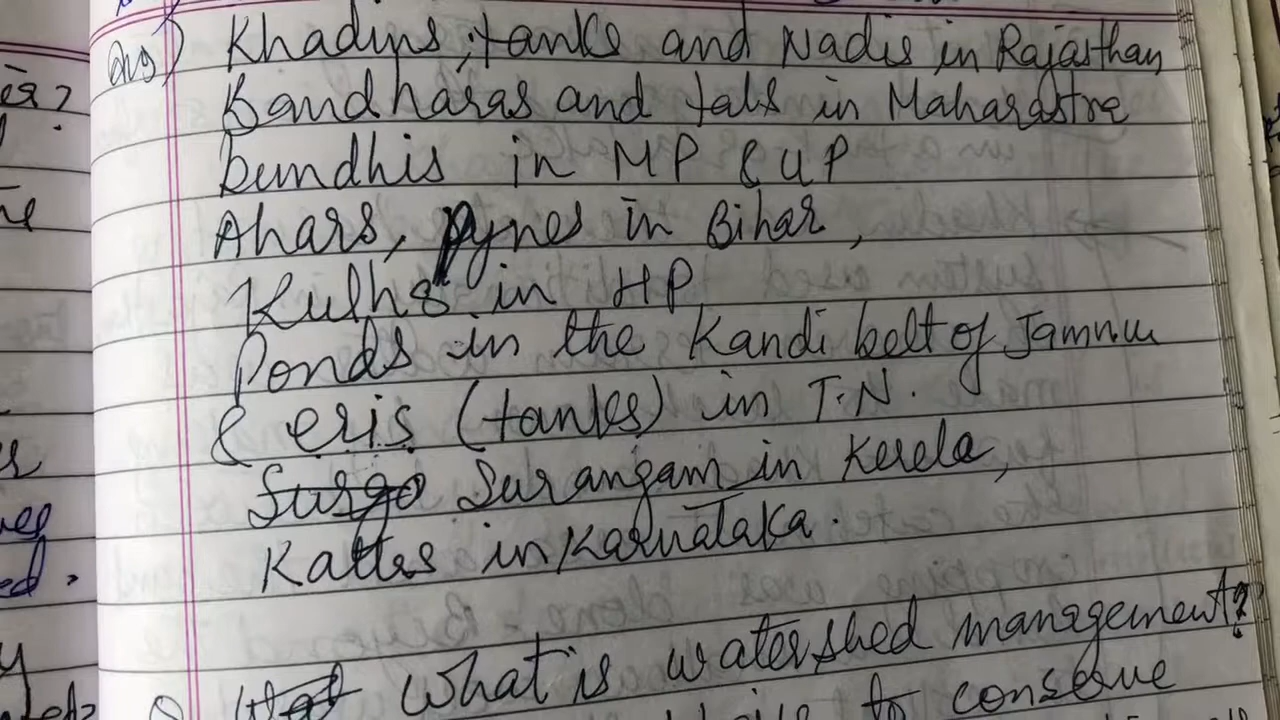 Ans) Khadins, tanks and Nadis in Rajasthan
Bandharas and tals in Maharastre
bundhis in MP & UP
Ahars, pynes in Bihar,
Kulhs in HP
Ponds in the Kandi belt of Jammu
& eris (tanks) in T.N.
Surangam in Kerela,
Kattas in Karnataka.
What is watershed management?
to conserve